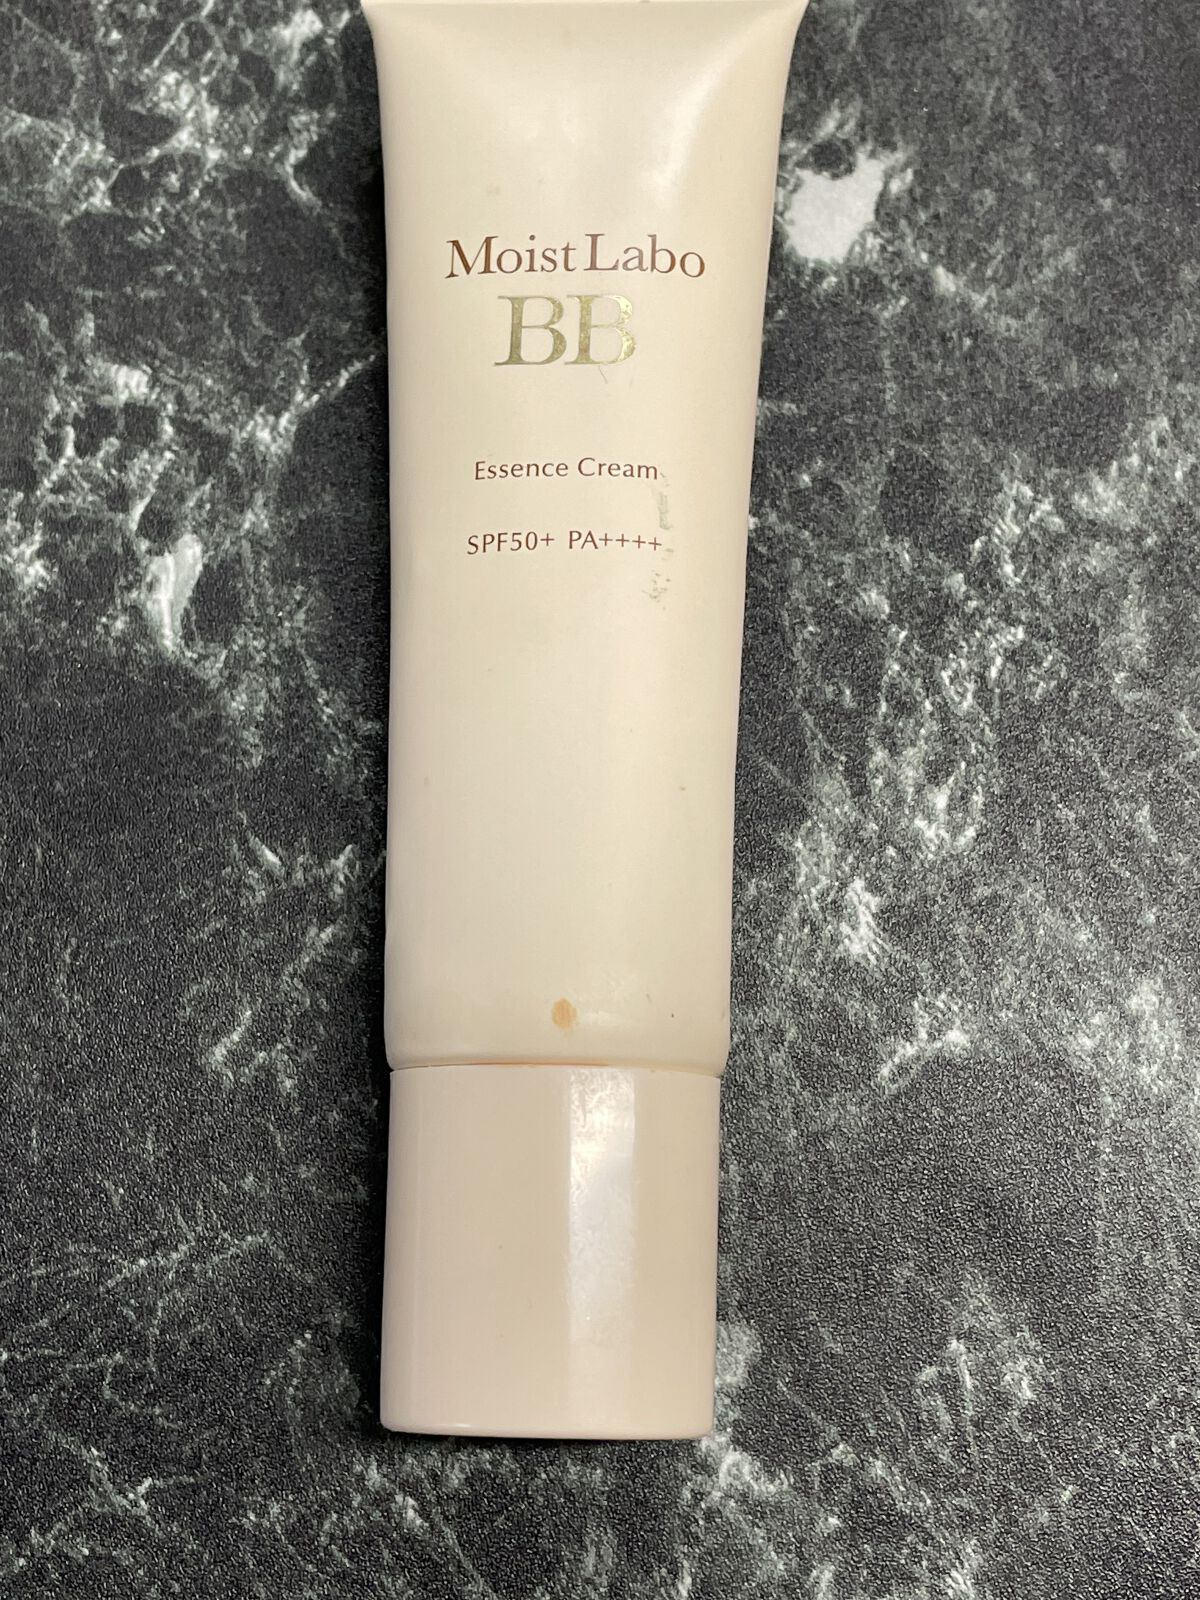 Moist Labo
BB
Essence Cream
SPF50+ PA++++